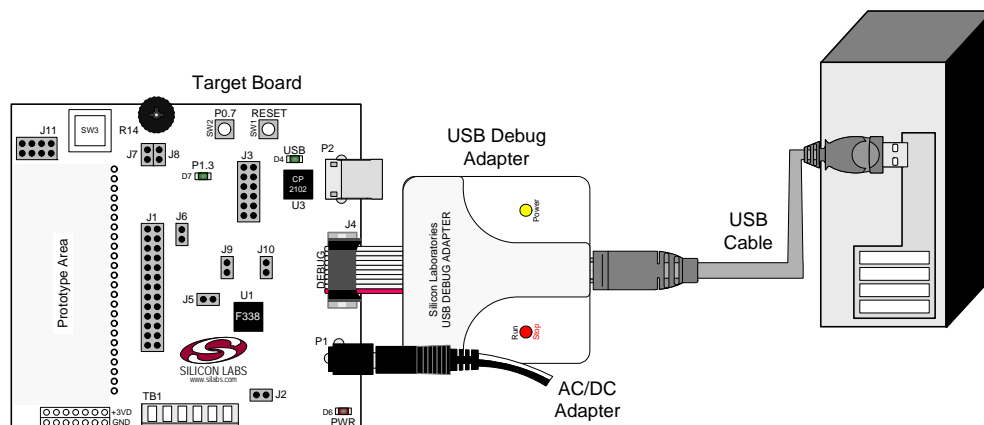 Target Board
J11
SW3
R14
P0.7
SW2
RESET
SW1
J7
J8
P1.3
D7
J3
USB
D4
CP
2102
U3
P2
USB Debug
Adapter
Power
USB
Cable
Prototype Area
J1
J6
J9
J10
J4
DEBUG
Silicon Laboratories
USB DEBUG ADAPTER
J5
U1
F338
Run
Stop
P1
SILICON LABS
www.silabs.com
AC/DC
Adapter
TB1
J2
D6
PWR
+3VD
GND